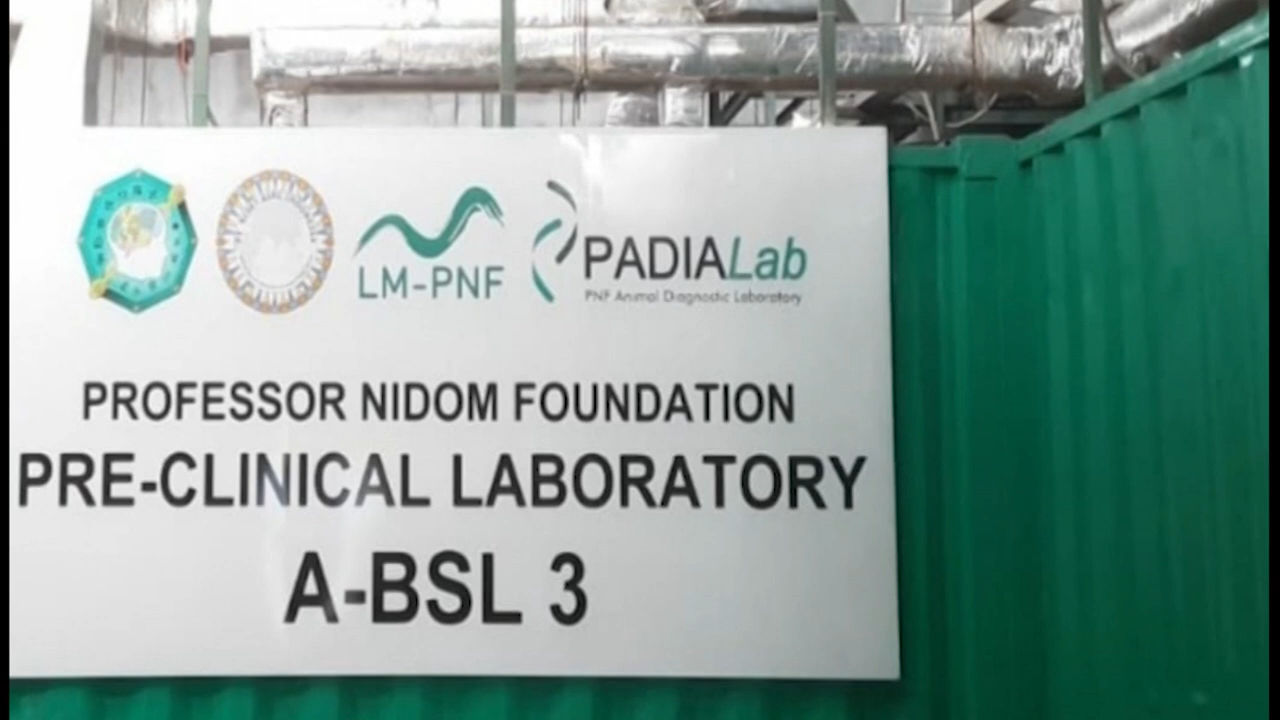 LM-PNF
PADIALab
PNF Animal Diagnostic Laboratory
PROFESSOR NIDOM FOUNDATION
PRE-CLINICAL LABORATORY
A-BSL 3